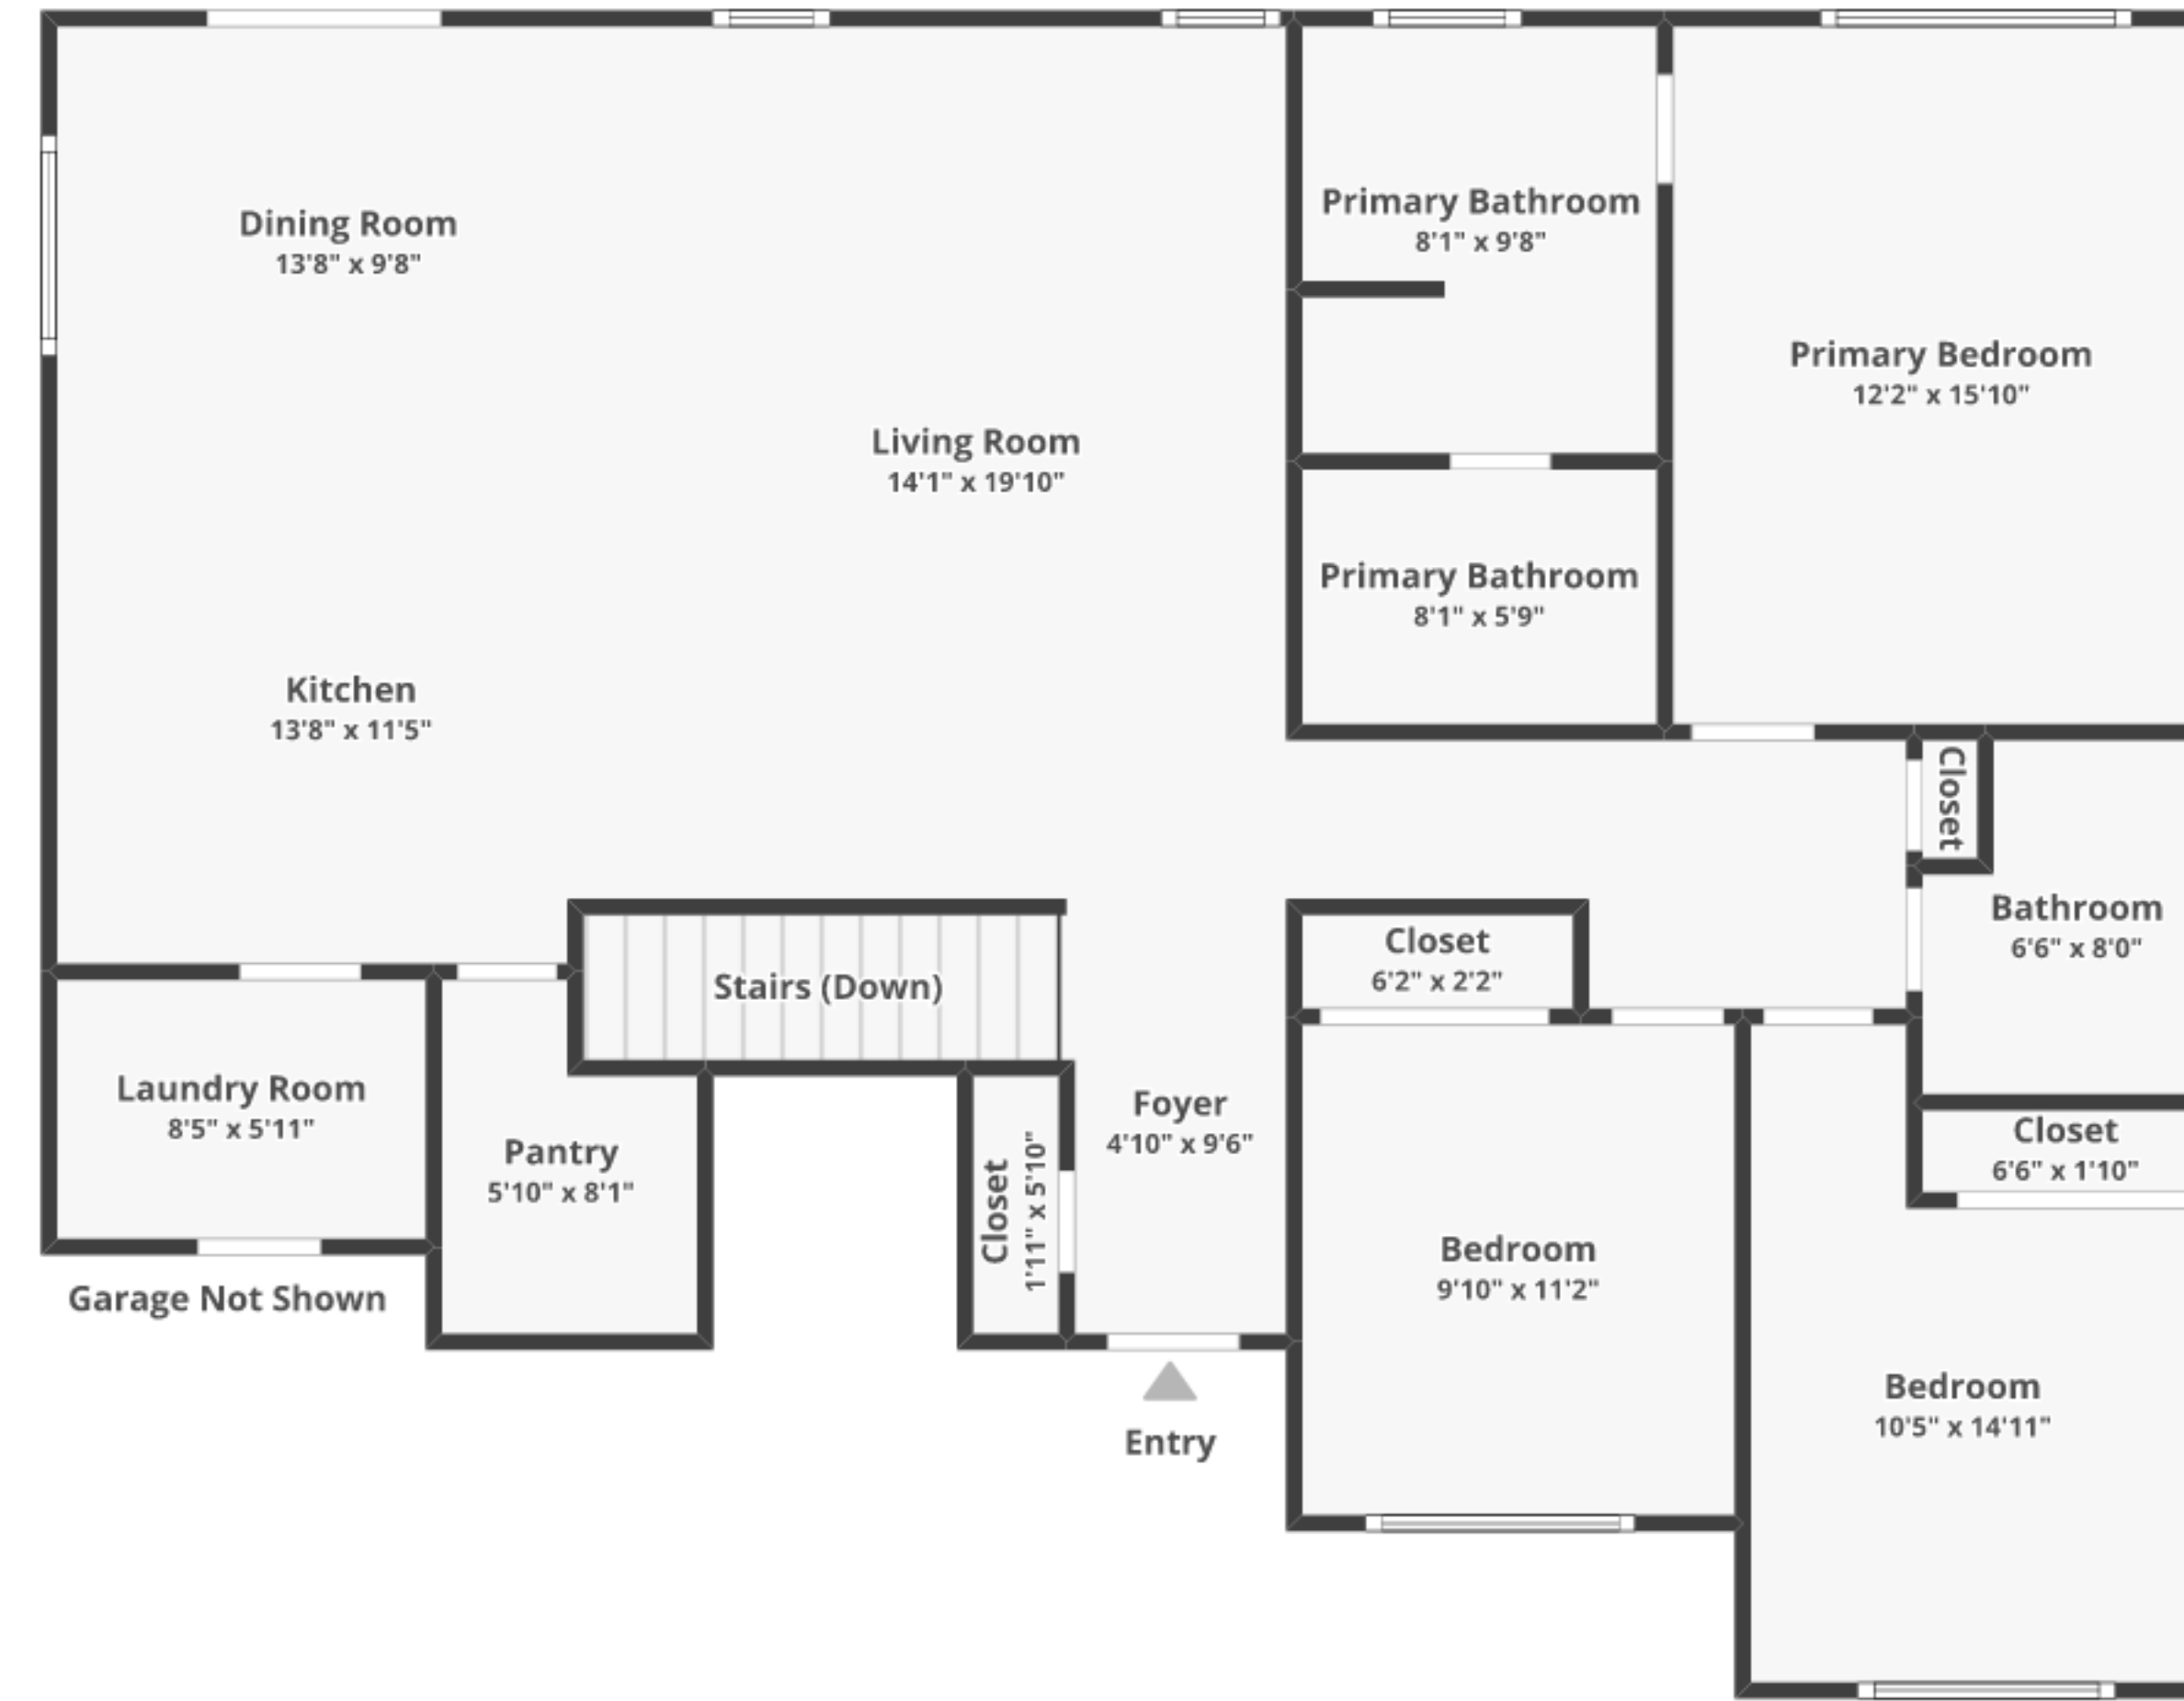 Dining Room
13'8" x 9'8"
Primary Bathroom
8'1" x 9'8"
Primary Bedroom
12'2" x 15'10"
Living Room
14'1" x 19'10"
Primary Bathroom
8'1" x 5'9"
Kitchen
13'8" x 11'5"
Closet
Bathroom
6'6" x 8'0"
Closet
6'2" x 2'2"
Stairs (Down)
Laundry Room
8'5" x 5'11"
Pantry
5'10" x 8'1"
Closet
1'11" x 5'10"
Foyer
4'10" x 9'6"
Closet
6'6" x 1'10"
Bedroom
9'10" x 11'2"
Garage Not Shown
Bedroom
10'5" x 14'11"
Entry